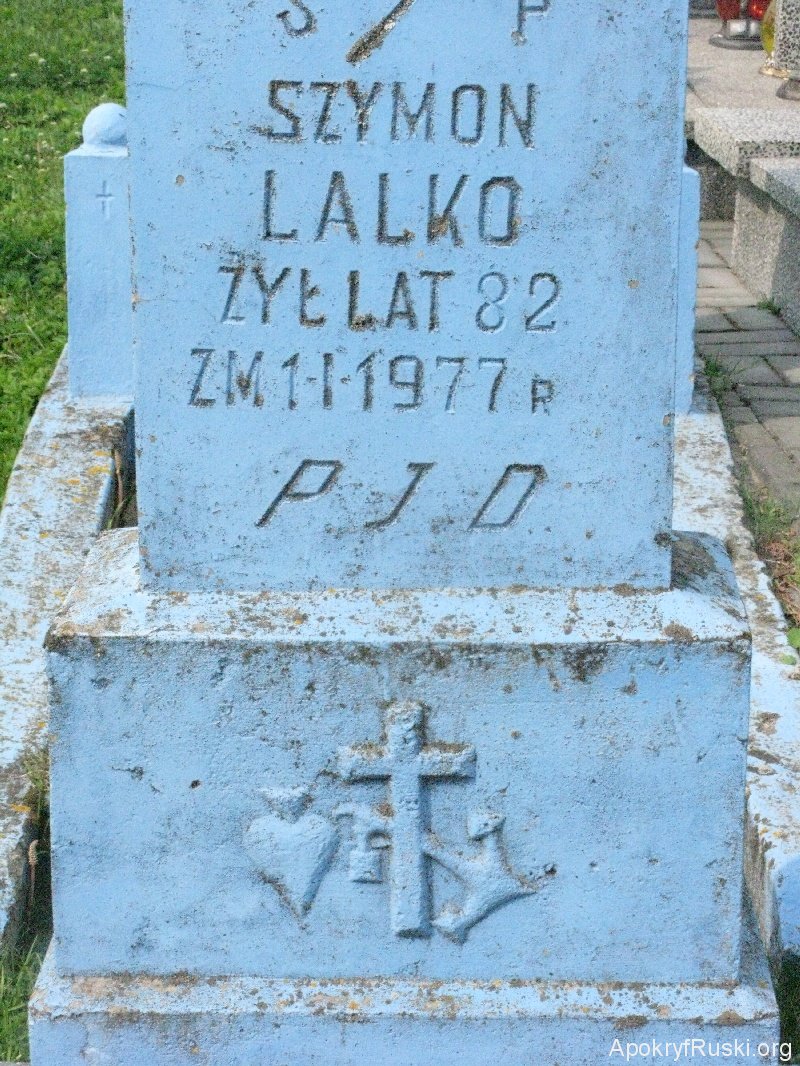 Ś P
SZYMON
LALKO
ŻYŁ LAT 82
ZM 1-I-1977 R
P J D
ApokryfRuski.org